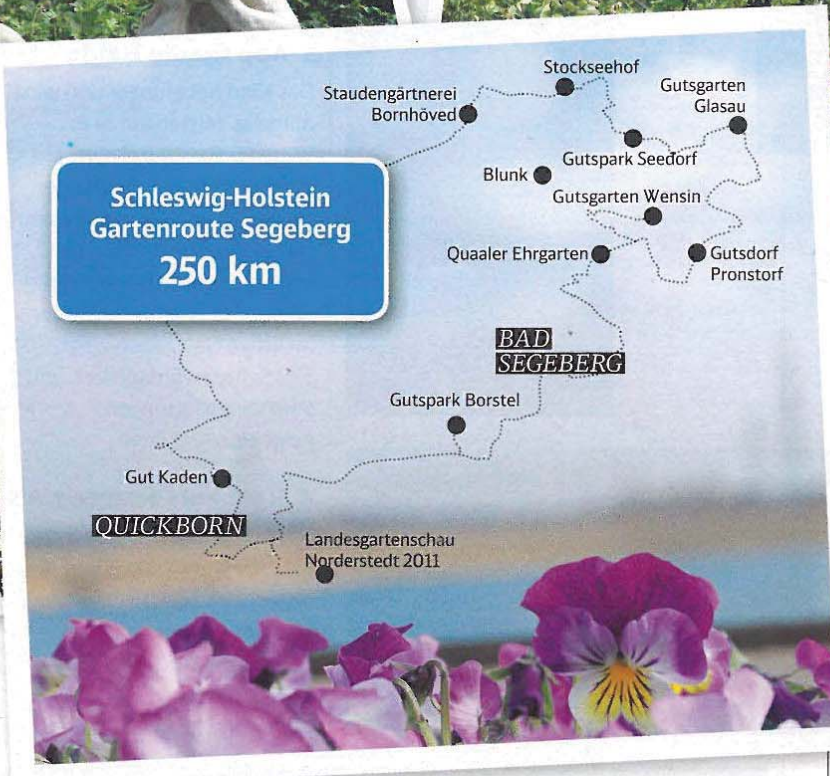 Stockseehof
Staudengärtnerei
Bornhöved
Gutsgarten
Glasau
Gutspark Seedorf
Blunk
Gutsgarten Wensin
Schleswig-Holstein
Gartenroute Segeberg
250 km
Quaaler Ehrgarten
Gutsdorf
Pronstorf
BAD
SEGEBERG
Gutspark Borstel
Gut Kaden
QUICKBORN
Landesgartenschau
Norderstedt 2011